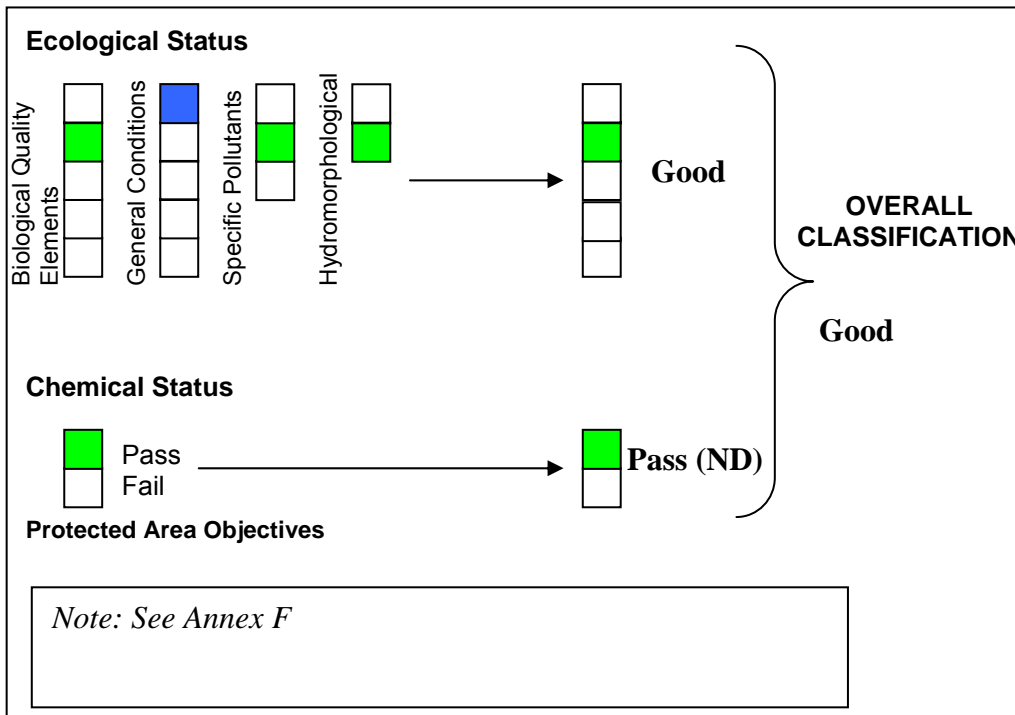 Ecological Status
Biological Quality
Elements
General Conditions
Specific Pollutants
Hydromorphological
Good
OVERALL
CLASSIFICATION
Good
Chemical Status
Pass
Fail
Pass (ND)
Protected Area Objectives
Note: See Annex F